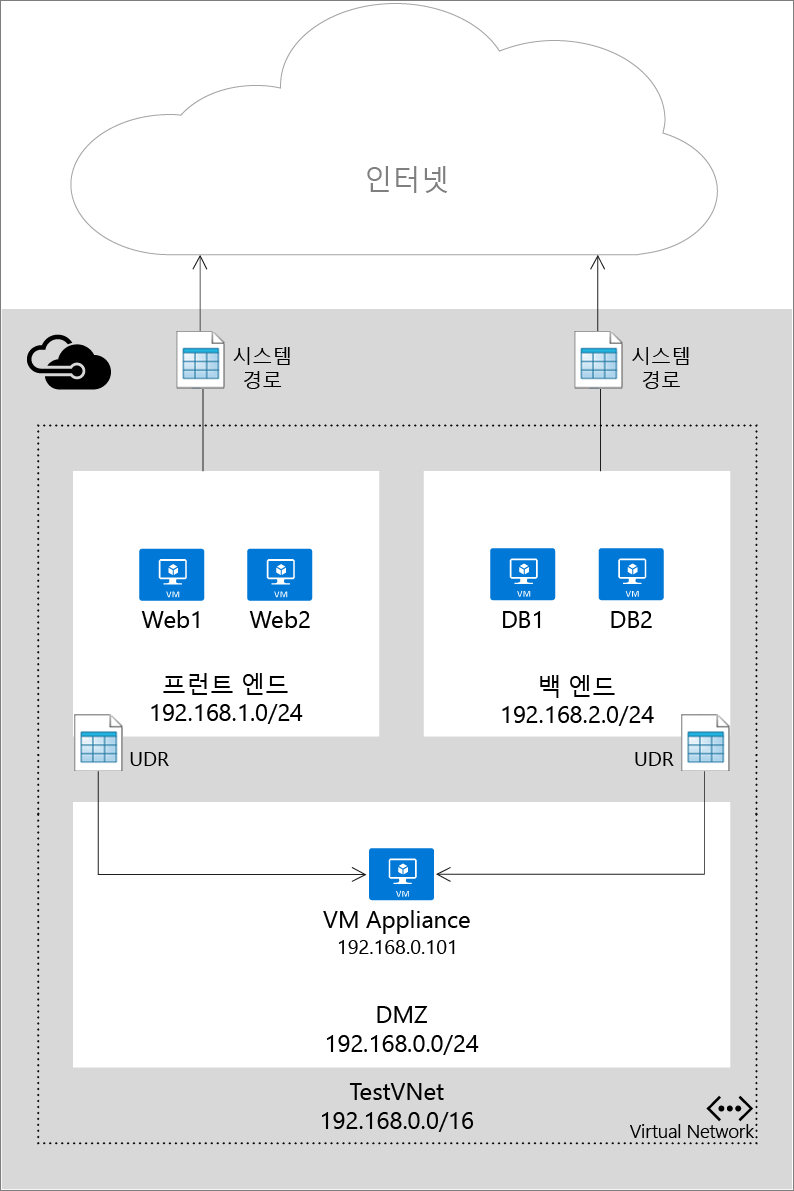 인터넷
시스템
경로
시스템
경로
VM
VM
Web1
Web2
프런트 엔드
192.168.1.0/24
VM
VM
DB1
DB2
백 엔드
192.168.2.0/24
UDR
UDR
VM
VM Appliance
192.168.0.101
DMZ
192.168.0.0/24
TestVNet
192.168.0.0/16
Virtual Network